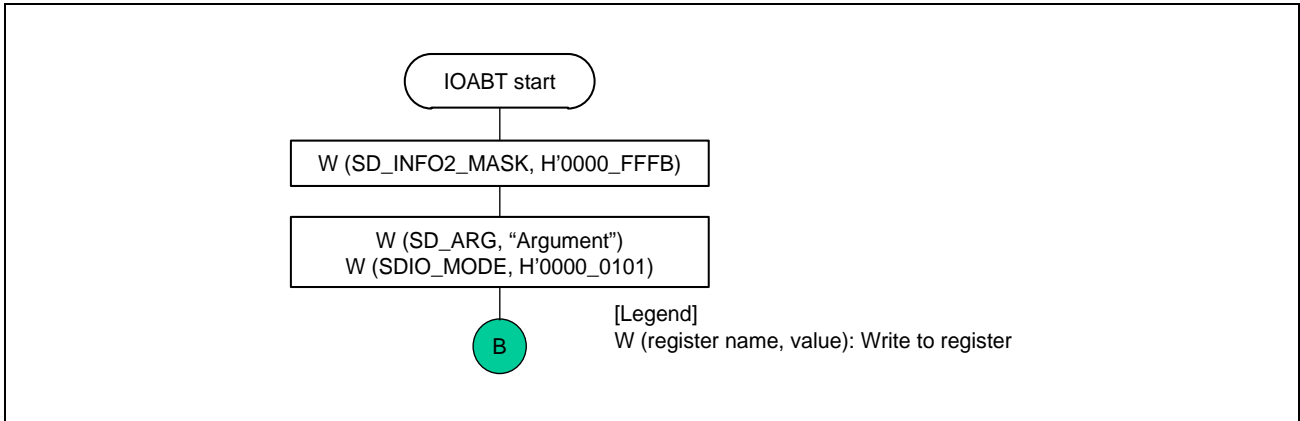 IOABT start
W (SD_INFO2_MASK, H'0000_FFFB)
W (SD_ARG, “Argument”)
W (SDIO_MODE, H'0000_0101)
[Legend]
W (register name, value): Write to register
B